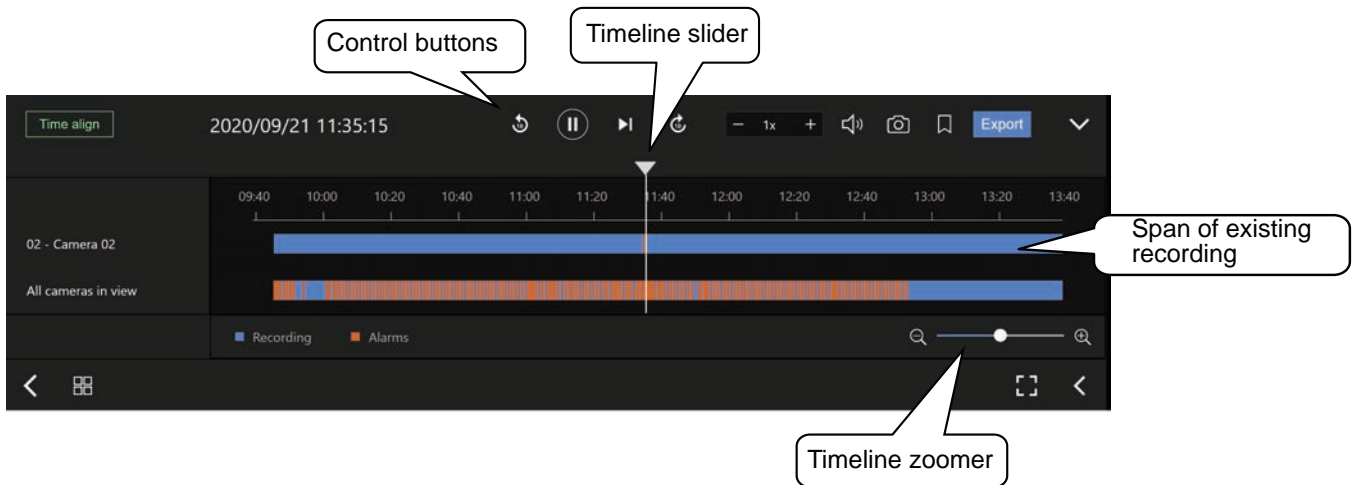 Control buttons
Timeline slider
Time align
2020/09/21 11:35:15
10
10
− 1x +
Export
09:40 10:00 10:20 10:40 11:00 11:20 11:40 12:00 12:20 12:40 13:00 13:20 13:40
02 - Camera 02
Span of existing
recording
All cameras in view
Recording Alarms
Timeline zoomer